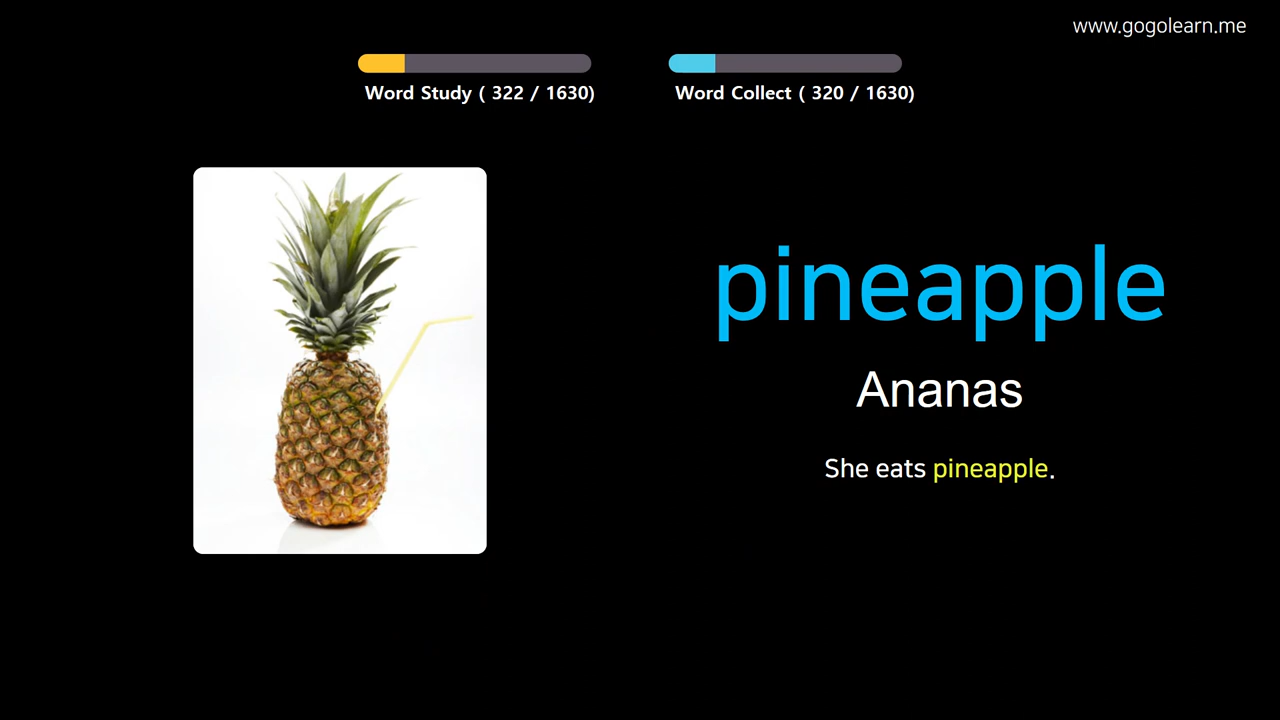 www.gogolearn.me
Word Study ( 322 / 1630)
Word Collect ( 320 / 1630)
pineapple
Ananas
She eats pineapple.